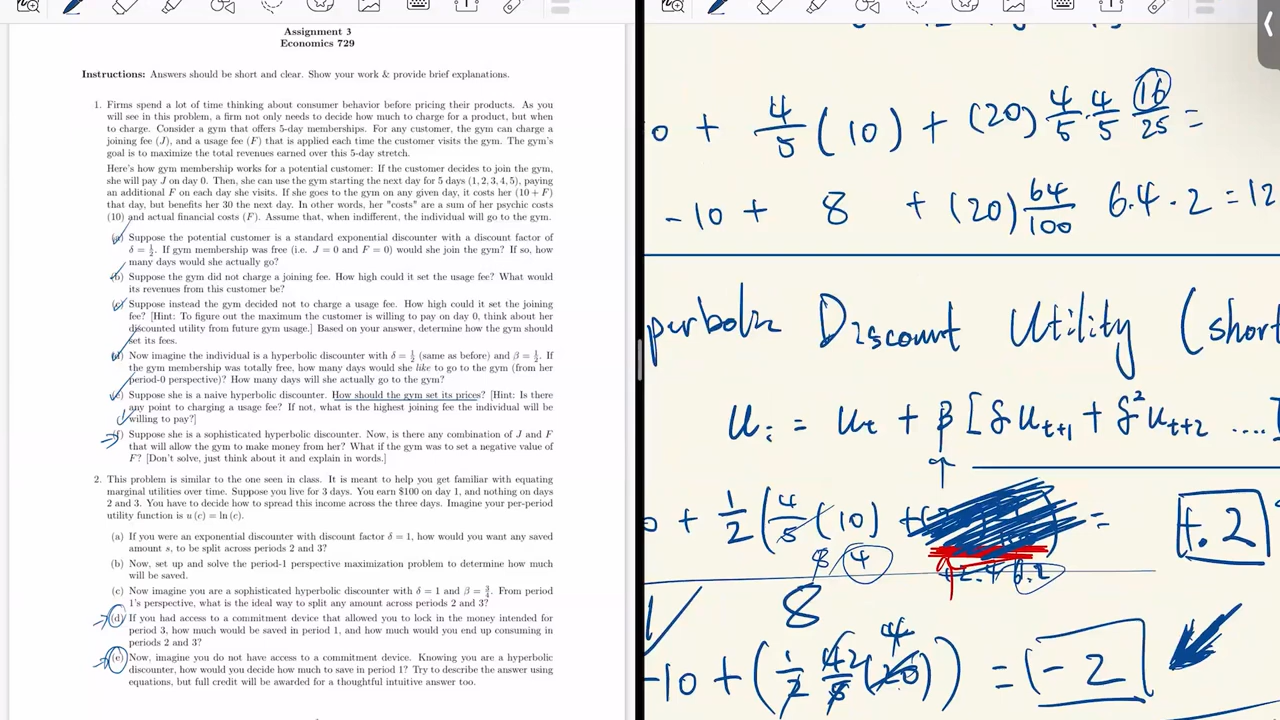 Assignment 3
Economics 729
Instructions: Answers should be short and clear. Show your work & provide brief explanations.
1. Firms spend a lot of time thinking about consumer behavior before pricing their products. As you
will see in this problem, a firm not only needs to decide how much to charge for a product, but when
to charge. Consider a gym that offers 5-day memberships. For any customer, the gym can charge a
joining fee (J), and a usage fee (F) that is applied each time the customer visits the gym. The gym's
goal is to maximize the total revenues earned over this 5-day stretch.
Here's how gym membership works for a potential customer: If the customer decides to join the gym,
she will pay J on day 0. Then, she can use the gym starting the next day for 5 days (1, 2, 3, 4, 5), paying
an additional F on each day she visits. If she goes to the gym on any given day, it costs her (10 + F)
that day, but benefits her 30 the next day. In other words, her "costs" are a sum of her psychic costs
(10) and actual financial costs (F). Assume that, when indifferent, the individual will go to the gym.
(a) Suppose the potential customer is a standard exponential discounter with a discount factor of
δ = 1/2. If gym membership was free (i.e. J = 0 and F = 0) would she join the gym? If so, how
many days would she actually go?
(b) Suppose the gym did not charge a joining fee. How high could it set the usage fee? What would
its revenues from this customer be?
(c) Suppose instead the gym decided not to charge a usage fee. How high could it set the joining
fee? [Hint: To figure out the maximum the customer is willing to pay on day 0, think about her
discounted utility from future gym usage.] Based on your answer, determine how the gym should
set its fees.
(d) Now imagine the individual is a hyperbolic discounter with δ = 1/2 (same as before) and β = 1/2. If
the gym membership was totally free, how many days would she like to go to the gym (from her
period-0 perspective)? How many days will she actually go to the gym?
(e) Suppose she is a naive hyperbolic discounter. How should the gym set its prices? [Hint: Is there
any point to charging a usage fee? If not, what is the highest joining fee the individual will be
willing to pay?]
(f) Suppose she is a sophisticated hyperbolic discounter. Now, is there any combination of J and F
that will allow the gym to make money from her? What if the gym was to set a negative value of
F? [Don't solve, just think about it and explain in words.]
2. This problem is similar to the one seen in class. It is meant to help you get familiar with equating
marginal utilities over time. Suppose you live for 3 days. You earn $100 on day 1, and nothing on days
2 and 3. You have to decide how to spread this income across the three days. Imagine your per-period
utility function is u (c) = ln (c).
(a) If you were an exponential discounter with discount factor δ = 1, how would you want any saved
amount s, to be split across periods 2 and 3?
(b) Now, set up and solve the period-1 perspective maximization problem to determine how much
will be saved.
(c) Now imagine you are a sophisticated hyperbolic discounter with δ = 1 and β = 3/4. From period
1's perspective, what is the ideal way to split any amount across periods 2 and 3?
(d) If you had access to a commitment device that allowed you to lock in the money intended for
period 3, how much would be saved in period 1, and how much would you end up consuming in
periods 2 and 3?
(e) Now, imagine you do not have access to a commitment device. Knowing you are a hyperbolic
discounter, how would you decide how much to save in period 1? Try to describe the answer using
equations, but full credit will be awarded for a thoughtful intuitive answer too.
0 + 4/5 (10) + (20) 4/5 · 4/5 16/25 =
-10 + 8 + (20) 64/100 6.4 · 2 = 12
perbolic Discount Utility (short
u_i = u_t + β [δ u_t+1 + δ² u_t+2 ....]
0 + 1/2 (4/5 (10) + ) = +. 2
8 4
8
-10 + (1/2 4/5 (20)) = -2